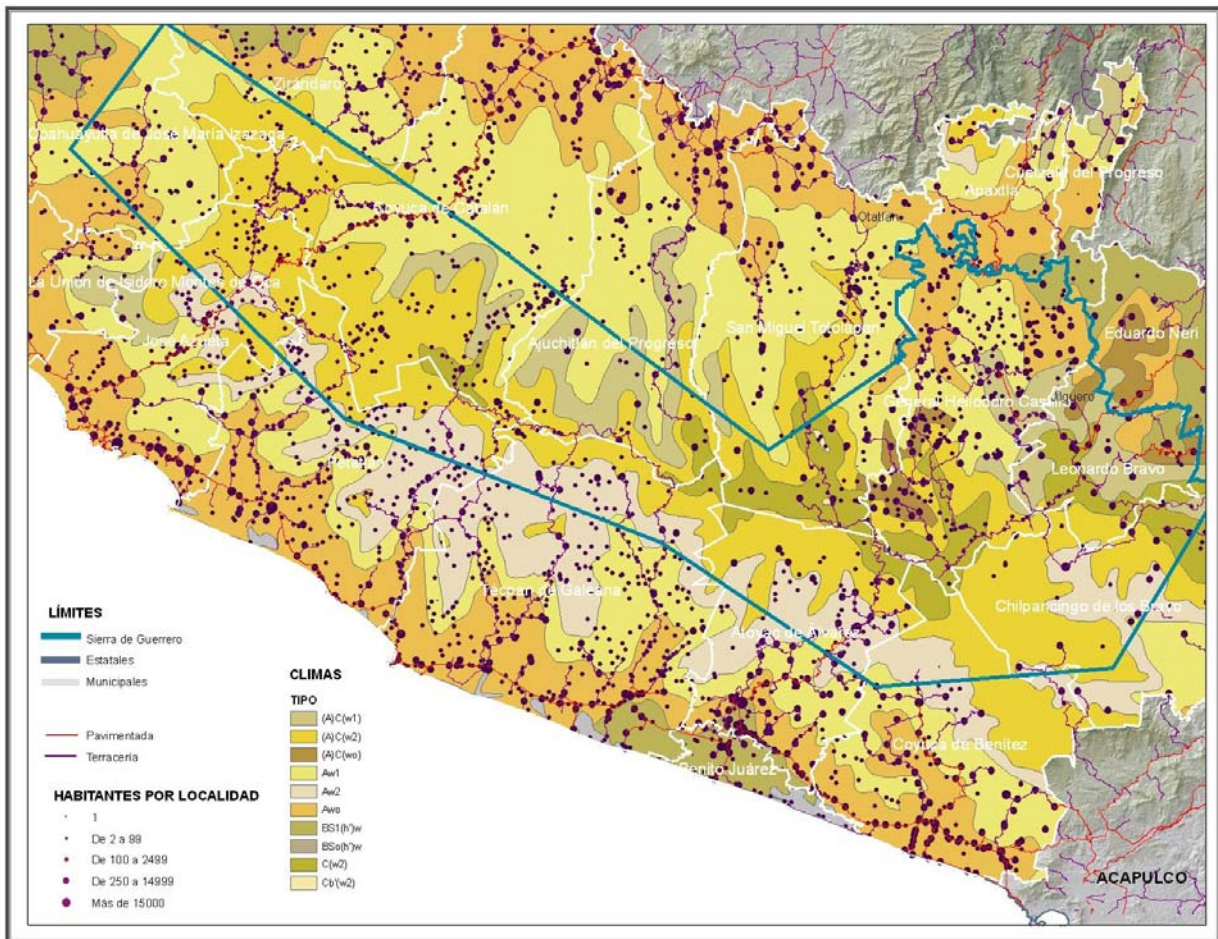 Zirándaro
Coahuayutla de José María Izazaga
Cuetzala del Progreso
Apaxtla
Coyuca de Catalán
Otatlán
La Unión de Isidoro Montes de Oca
José Azueta
Ajuchitlán del Progreso
San Miguel Totolapan
Eduardo Neri
General Heliodoro Castillo
Leonardo Bravo
Petatlán
Tecpan de Galeana
Chilpancingo de los Bravo
Atoyac de Álvarez
Coyuca de Benítez
Benito Juárez
ACAPULCO
LÍMITES
Sierra de Guerrero
Estatales
Municipales
Pavimentada
Terracería
HABITANTES POR LOCALIDAD
1
De 2 a 99
De 100 a 2499
De 250 a 14999
Más de 15000
CLIMAS
TIPO
(A)C(w1)
(A)C(w2)
(A)C(wo)
Aw1
Aw2
Awo
BS1(h')w
BSo(h')w
C(w2)
Cb'(w2)